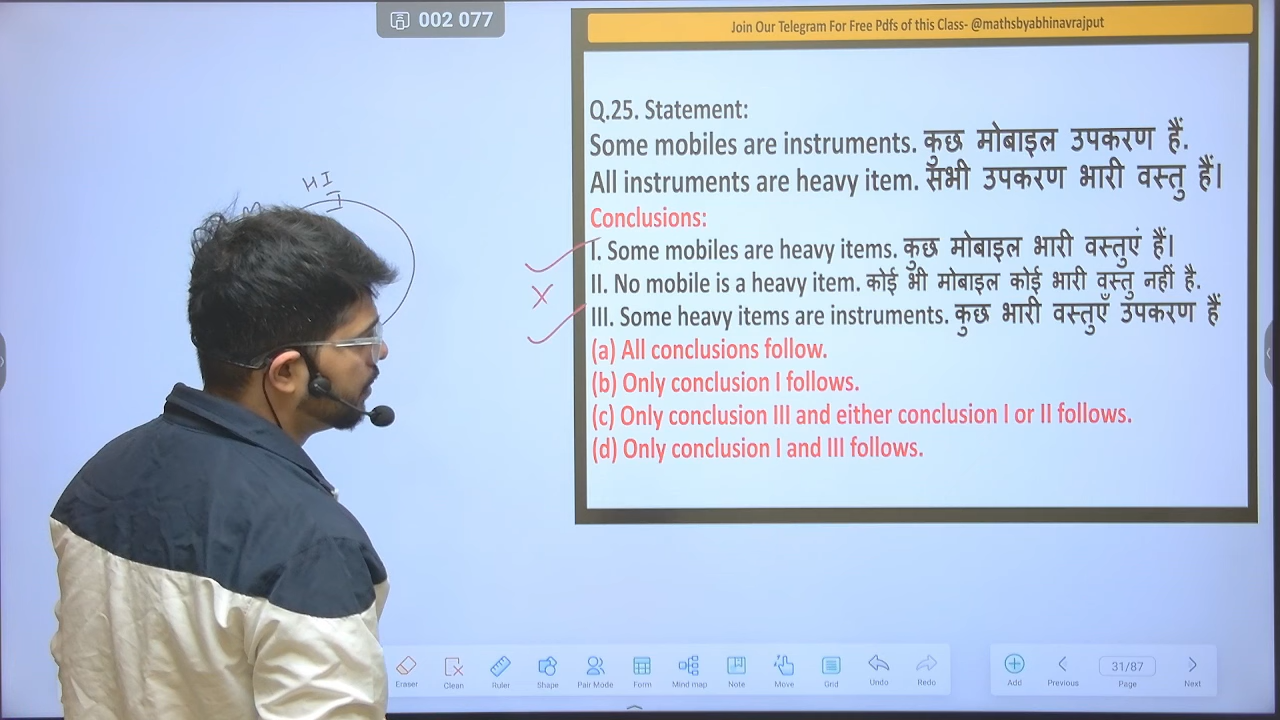 002 077
Join Our Telegram For Free Pdfs of this Class- @mathsbyabhinavrajput
Q.25. Statement:
Some mobiles are instruments. कुछ मोबाइल उपकरण हैं.
All instruments are heavy item. सभी उपकरण भारी वस्तु हैं।
Conclusions:
I. Some mobiles are heavy items. कुछ मोबाइल भारी वस्तुएं हैं।
II. No mobile is a heavy item. कोई भी मोबाइल कोई भारी वस्तु नहीं है.
III. Some heavy items are instruments. कुछ भारी वस्तुएँ उपकरण हैं
(a) All conclusions follow.
(b) Only conclusion I follows.
(c) Only conclusion III and either conclusion I or II follows.
(d) Only conclusion I and III follows.
HI
I
Eraser Clean Ruler Shape Pair Mode Form Mind map Note Move Grid Undo Redo
Add Previous 31/87 Page Next